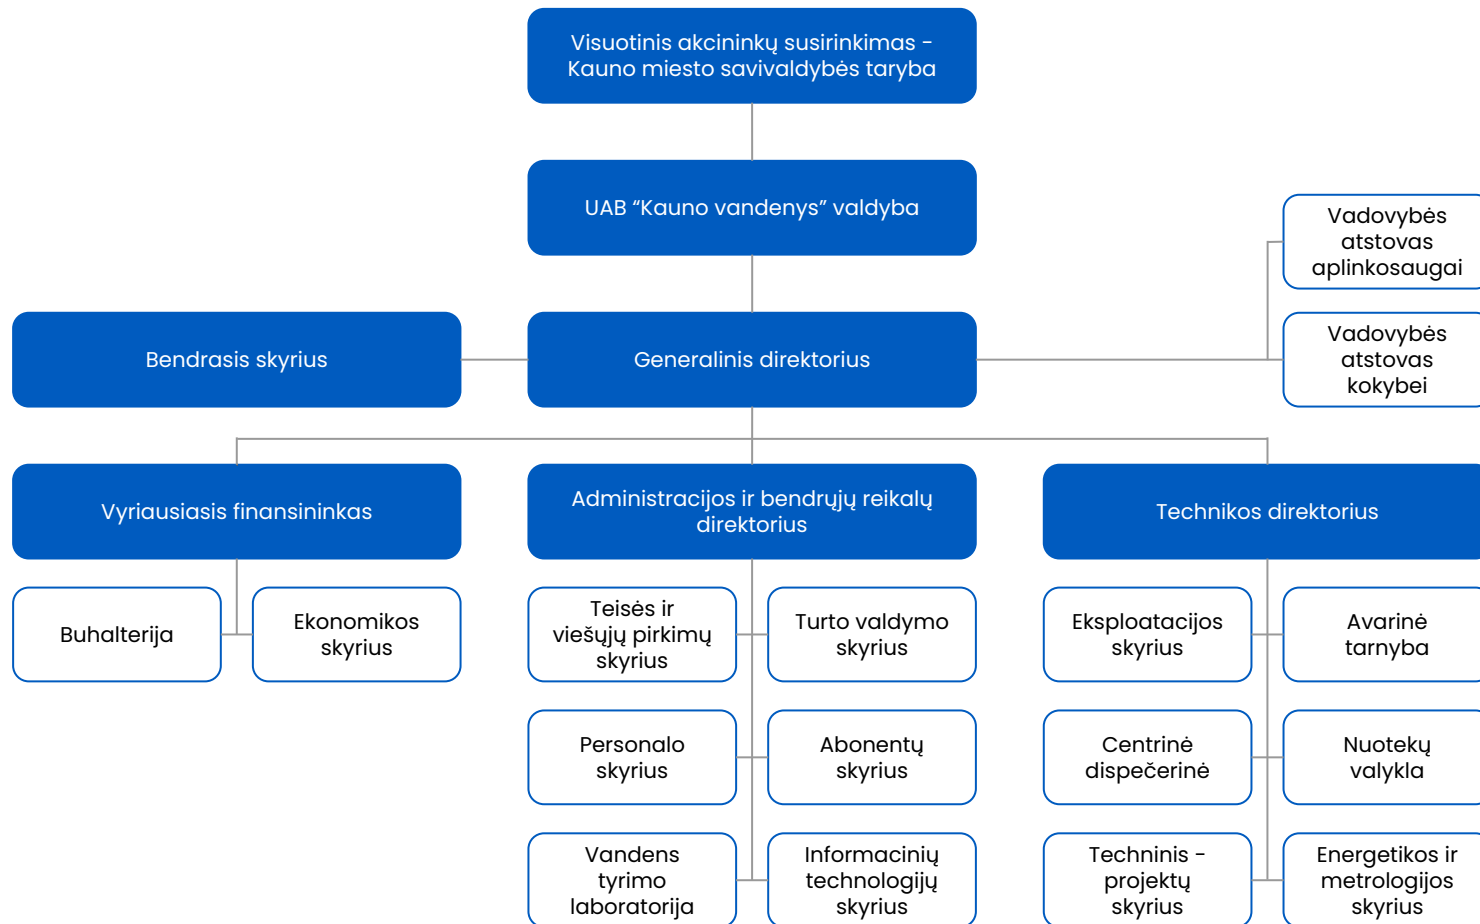 Visuotinis akcininkų susirinkimas -
Kauno miesto savivaldybės taryba
UAB “Kauno vandenys” valdyba
Vadovybės
atstovas
aplinkosaugai
Bendrasis skyrius
Generalinis direktorius
Vadovybės
atstovas
kokybei
Vyriausiasis finansininkas
Administracijos ir bendrųjų reikalų
direktorius
Technikos direktorius
Buhalterija
Ekonomikos
skyrius
Teisės ir
viešųjų pirkimų
skyrius
Turto valdymo
skyrius
Eksploatacijos
skyrius
Avarinė
tarnyba
Personalo
skyrius
Abonentų
skyrius
Centrinė
dispečerinė
Nuotekų
valykla
Vandens
tyrimo
laboratorija
Informacinių
technologijų
skyrius
Techninis -
projektų
skyrius
Energetikos ir
metrologijos
skyrius